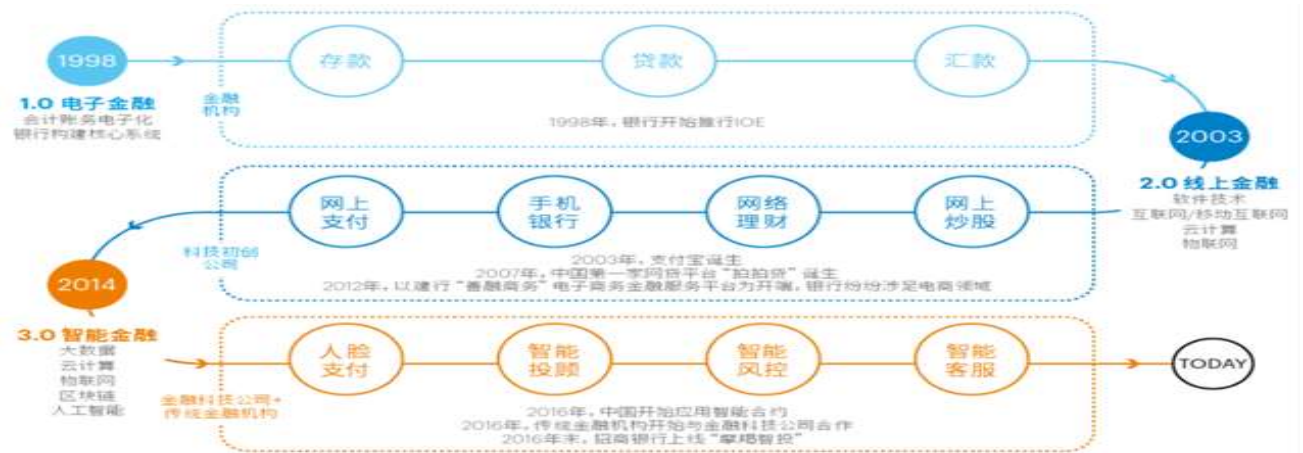 1998
1.0 电子金融
会计账务电子化
银行构建核心系统
金融
机构
存款
贷款
汇款
1998年，银行开始推行IOE
2003
2.0 线上金融
软件技术
互联网/移动互联网
云计算
物联网
网上
支付
手机
银行
网络
理财
网上
炒股
科技初创
公司
2003年，支付宝诞生
2007年，中国第一家网贷平台“拍拍贷”诞生
2012年，以建行“善融商务”电子商务金融服务平台为开端，银行纷纷涉足电商领域
2014
3.0 智能金融
大数据
云计算
物联网
区块链
人工智能
金融科技公司+
传统金融机构
人脸
支付
智能
投顾
智能
风控
智能
客服
TODAY
2016年，中国开始应用智能合约
2016年，传统金融机构开始与金融科技公司合作
2016年末，招商银行上线“摩羯智投”